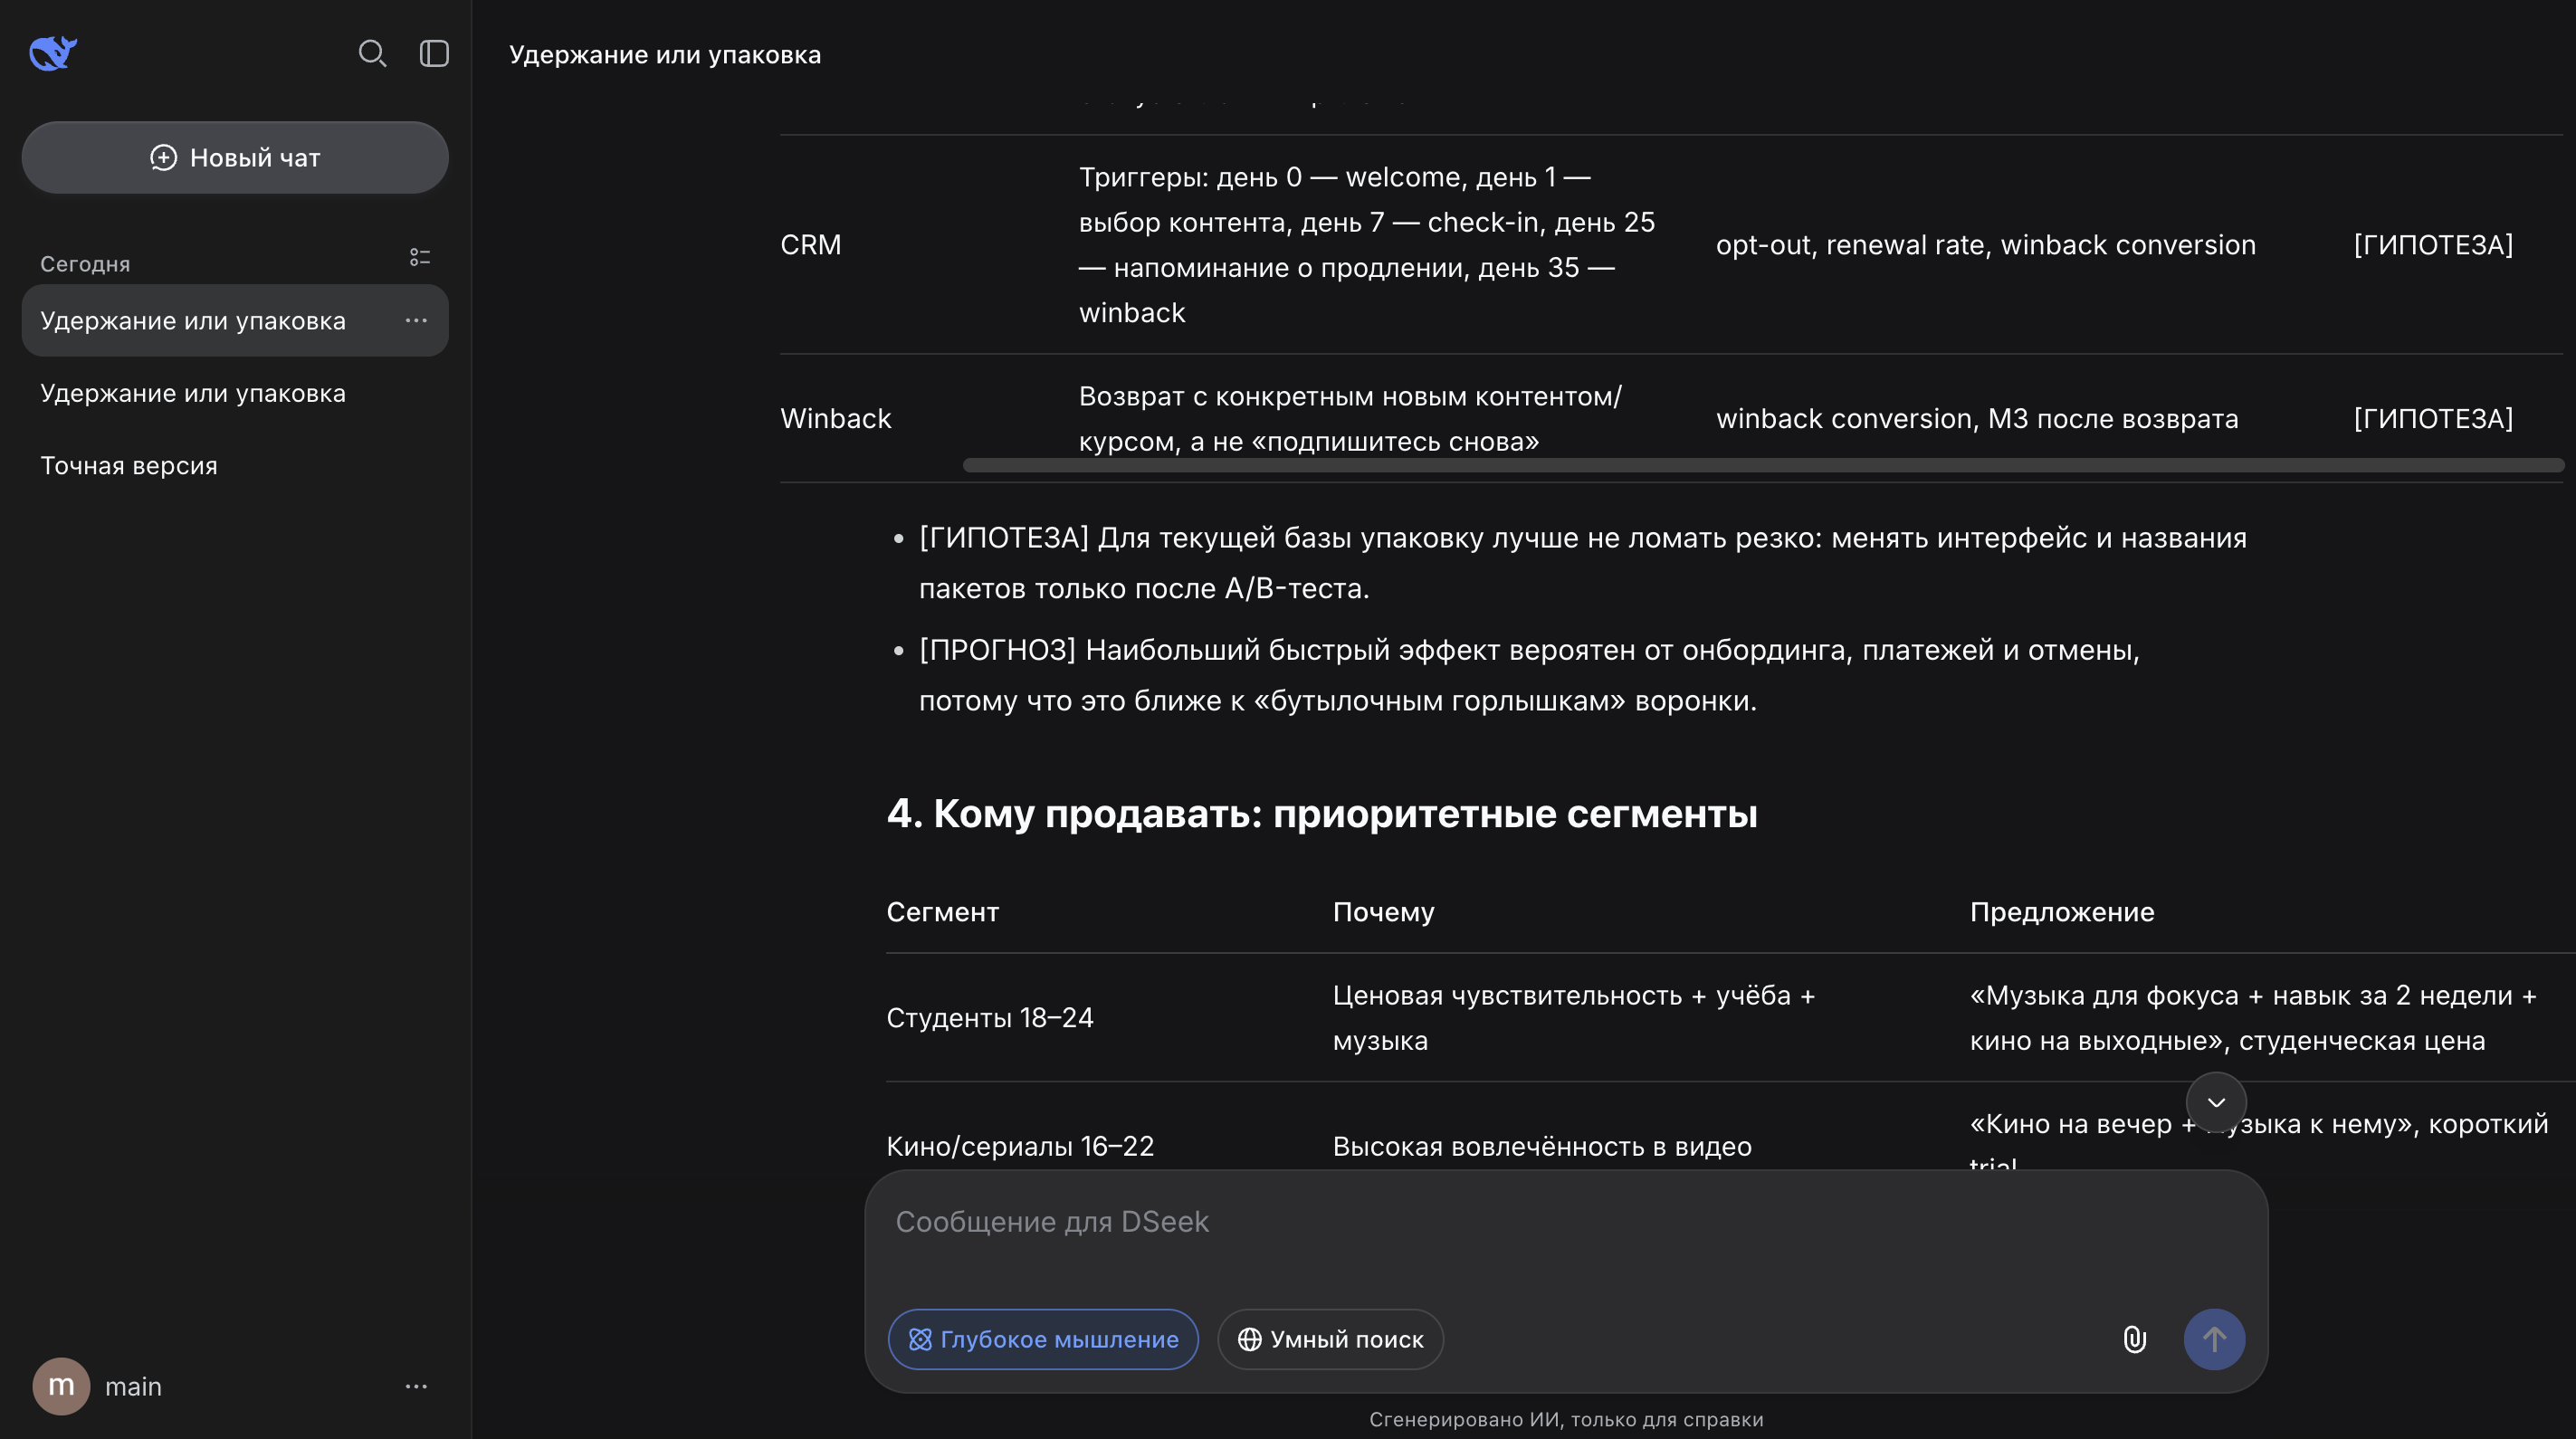 Новый чат
Сегодня
Удержание или упаковка
Удержание или упаковка
Точная версия
m
main
Удержание или упаковка
CRM
Триггеры: день 0 — welcome, день 1 —
выбор контента, день 7 — check-in, день 25
— напоминание о продлении, день 35 —
winback
opt-out, renewal rate, winback conversion
[ГИПОТЕЗА]
Winback
Возврат с конкретным новым контентом/
курсом, а не «подпишитесь снова»
winback conversion, M3 после возврата
[ГИПОТЕЗА]
• [ГИПОТЕЗА] Для текущей базы упаковку лучше не ломать резко: менять интерфейс и названия
пакетов только после A/B-теста.
• [ПРОГНОЗ] Наибольший быстрый эффект вероятен от онбординга, платежей и отмены,
потому что это ближе к «бутылочным горлышкам» воронки.
4. Кому продавать: приоритетные сегменты
Сегмент
Почему
Предложение
Студенты 18–24
Ценовая чувствительность + учёба +
музыка
«Музыка для фокуса + навык за 2 недели +
кино на выходные», студенческая цена
Кино/сериалы 16–22
Высокая вовлечённость в видео
«Кино на вечер + музыка к нему», короткий
trial
Сообщение для DSeek
Глубокое мышление
Умный поиск
Сгенерировано ИИ, только для справки